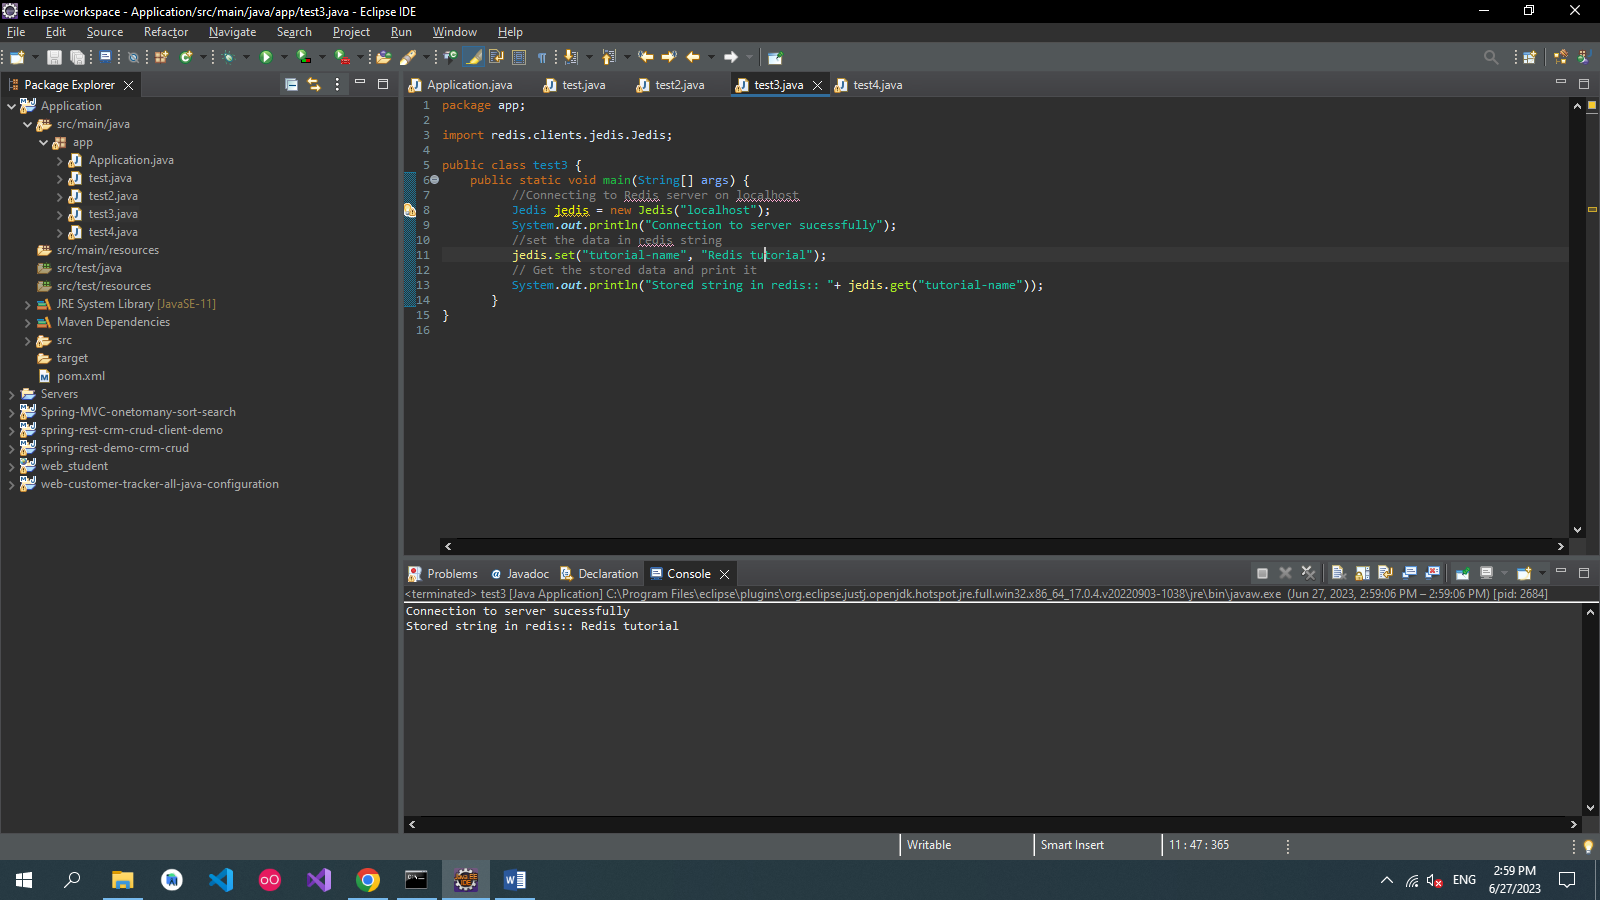 eclipse-workspace - Application/src/main/java/app/test3.java - Eclipse IDE
File Edit Source Refactor Navigate Search Project Run Window Help
Package Explorer
Application
src/main/java
app
Application.java
test.java
test2.java
test3.java
test4.java
src/main/resources
src/test/java
src/test/resources
JRE System Library [JavaSE-11]
Maven Dependencies
src
target
pom.xml
Servers
Spring-MVC-onetomany-sort-search
spring-rest-crm-crud-client-demo
spring-rest-demo-crm-crud
web_student
web-customer-tracker-all-java-configuration
Application.java test.java test2.java test3.java test4.java
1 package app;
2
3 import redis.clients.jedis.Jedis;
4
5 public class test3 {
6 public static void main(String[] args) {
7 //Connecting to Redis server on localhost
8 Jedis jedis = new Jedis("localhost");
9 System.out.println("Connection to server sucessfully");
10 //set the data in redis string
11 jedis.set("tutorial-name", "Redis tutorial");
12 // Get the stored data and print it
13 System.out.println("Stored string in redis:: "+ jedis.get("tutorial-name"));
14 }
15 }
16
Problems Javadoc Declaration Console
<terminated> test3 [Java Application] C:\Program Files\eclipse\plugins\org.eclipse.justj.openjdk.hotspot.jre.full.win32.x86_64_17.0.4.v20220903-1038\jre\bin\javaw.exe (Jun 27, 2023, 2:59:06 PM – 2:59:06 PM) [pid: 2684]
Connection to server sucessfully
Stored string in redis:: Redis tutorial
Writable Smart Insert 11 : 47 : 365
ENG
2:59 PM
6/27/2023